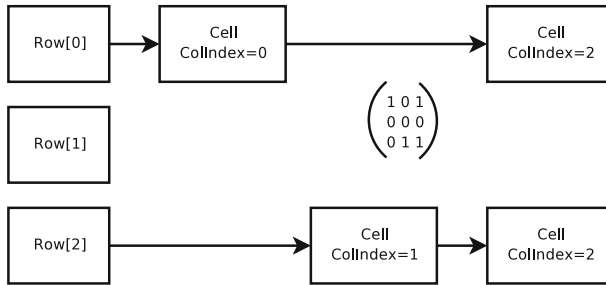 Row[0]
Cell
ColIndex=0
Cell
ColIndex=2
1 0 1
0 0 0
0 1 1
Row[1]
Row[2]
Cell
ColIndex=1
Cell
ColIndex=2